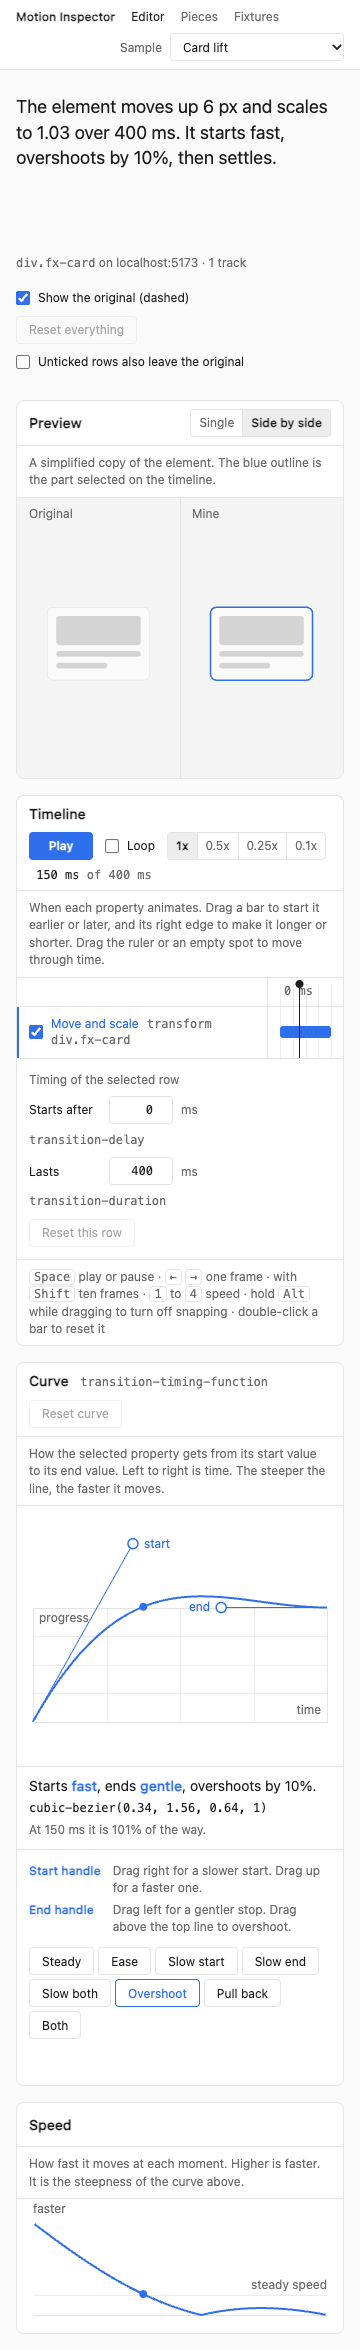 Motion Inspector Editor Pieces Fixtures
Sample Card lift
The element moves up 6 px and scales
to 1.03 over 400 ms. It starts fast,
overshoots by 10%, then settles.
div.fx-card on localhost:5173 · 1 track
Show the original (dashed)
Reset everything
Unticked rows also leave the original
Preview Single Side by side
A simplified copy of the element. The blue outline is
the part selected on the timeline.
Original Mine
Timeline
Play Loop 1x 0.5x 0.25x 0.1x
150 ms of 400 ms
When each property animates. Drag a bar to start it
earlier or later, and its right edge to make it longer or
shorter. Drag the ruler or an empty spot to move
through time.
0 ms
Move and scale transform
div.fx-card
Timing of the selected row
Starts after 0 ms
transition-delay
Lasts 400 ms
transition-duration
Reset this row
Space play or pause · ← → one frame · with
Shift ten frames · 1 to 4 speed · hold Alt
while dragging to turn off snapping · double-click a
bar to reset it
Curve transition-timing-function
Reset curve
How the selected property gets from its start value
to its end value. Left to right is time. The steeper the
line, the faster it moves.
start
end
progress
time
Starts fast, ends gentle, overshoots by 10%.
cubic-bezier(0.34, 1.56, 0.64, 1)
At 150 ms it is 101% of the way.
Start handle Drag right for a slower start. Drag up
for a faster one.
End handle Drag left for a gentler stop. Drag
above the top line to overshoot.
Steady Ease Slow start Slow end
Slow both Overshoot Pull back
Both
Speed
How fast it moves at each moment. Higher is faster.
It is the steepness of the curve above.
faster
steady speed